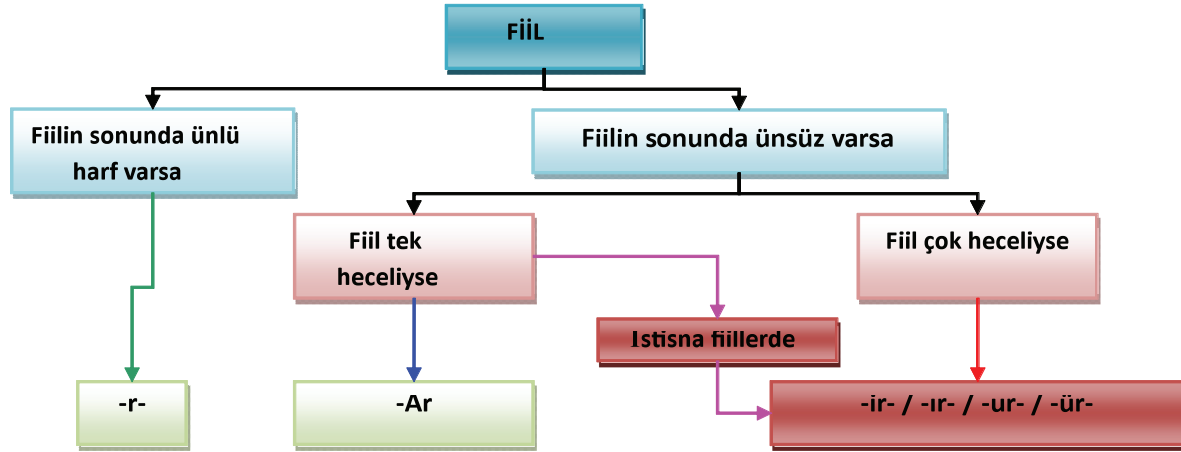 FİİL
Fiilin sonunda ünlü
harf varsa
Fiilin sonunda ünsüz varsa
Fiil tek
heceliyse
Fiil çok heceliyse
Istisna fiillerde
-r-
-Ar
-ir- / -ır- / -ur- / -ür-